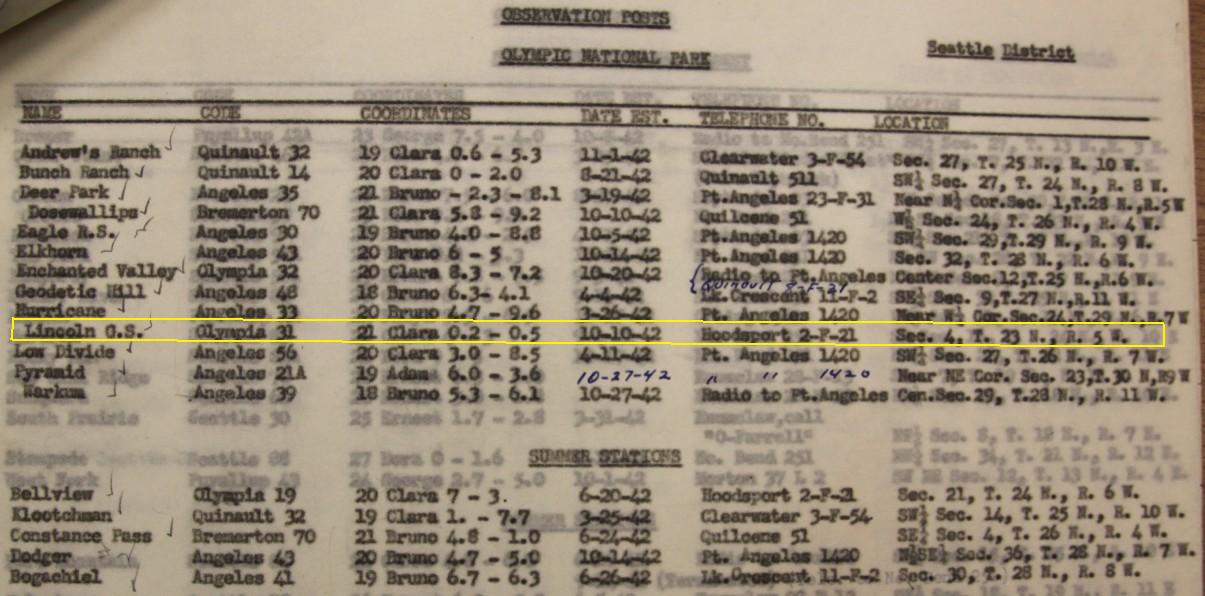 OBSERVATION POSTS
OLYMPIC NATIONAL PARK Seattle District
NAME CODE COORDINATES DATE EST. TELEPHONE NO. LOCATION
Andrew's Ranch Quinault 32 19 Clara 0.6 - 5.3 11-1-42 Clearwater 3-F-54 Sec. 27, T. 25 N., R. 10 W.
Bunch Ranch Quinault 14 20 Clara 0 - 2.0 8-21-42 Quinault 511 SW¼ Sec. 27, T. 24 N., R. 8 W.
Deer Park Angeles 35 21 Bruno - 2.3 - 8.1 3-19-42 Pt.Angeles 23-F-31 Near N¼ Cor.Sec. 1,T.28 N.,R.5W
Dosewallips Bremerton 70 21 Clara 5.8 - 9.2 10-10-42 Quilcene 51 W½ Sec. 24, T. 26 N., R. 4 W.
Eagle R.S. Angeles 30 19 Bruno 4.0 - 8.8 10-5-42 Pt.Angeles 1420 SW¼ Sec. 29,T.29 N., R. 9 W.
Elkhorn Angeles 43 20 Bruno 6 - 5 10-14-42 Pt.Angeles 1420 Sec. 32, T. 28 N., R. 6 W.
Enchanted Valley Olympia 32 20 Clara 8.3 - 7.2 10-20-42 Radio to Pt.Angeles Center Sec.12,T.25 N.,R.6 W.
Quinault
Geodetic Hill Angeles 48 18 Bruno 6.3- 4.1 4-4-42 Lk.Crescent 11-F-2 SE¼ Sec. 9,T.27 N.,R.11 W.
Hurricane Angeles 33 20 Bruno 4.7 - 9.6 3-26-42 Pt. Angeles 1420 Near W¼ Cor.Sec.24,T.29 N.,R.7W
Lincoln G.S. Olympia 31 21 Clara 0.2 - 0.5 10-10-42 Hoodsport 2-F-21 Sec. 4, T. 23 N., R. 5 W.
Low Divide Angeles 56 20 Clara 3.0 - 8.5 4-11-42 Pt. Angeles 1420 SW¼ Sec. 27, T.26 N., R. 7 W.
Pyramid Angeles 21A 19 Adam 6.0 - 3.6 10-27-42 " " 1420 Near NE Cor. Sec. 23,T.30 N,R9W
Warkum Angeles 39 18 Bruno 5.3 - 6.1 10-27-42 Radio to Pt.Angeles Cen.Sec.29, T.28 N., R. 11 W.
SUMMER STATIONS
Bellview Olympia 19 20 Clara 7 - 3. 6-20-42 Hoodsport 2-F-21 Sec. 21, T. 24 N., R. 6 W.
Klootchman Quinault 32 19 Clara 1. - 7.7 3-25-42 Clearwater 3-F-54 SW¼ Sec. 14, T. 25 N., R. 10 W.
Constance Pass Bremerton 70 21 Bruno 4.8 - 1.0 6-24-42 Quilcene 51 SE¼ Sec. 4, T. 26 N., R. 4 W.
Dodger Angeles 43 20 Bruno 4.7 - 5.0 10-14-42 Pt. Angeles 1420 N½SE¼ Sec. 36, T. 28 N., R. 7 W.
Bogachiel Angeles 41 19 Bruno 6.7 - 6.3 6-26-42 Lk.Crescent 11-F-2 Sec. 30, T. 28 N., R. 8 W.